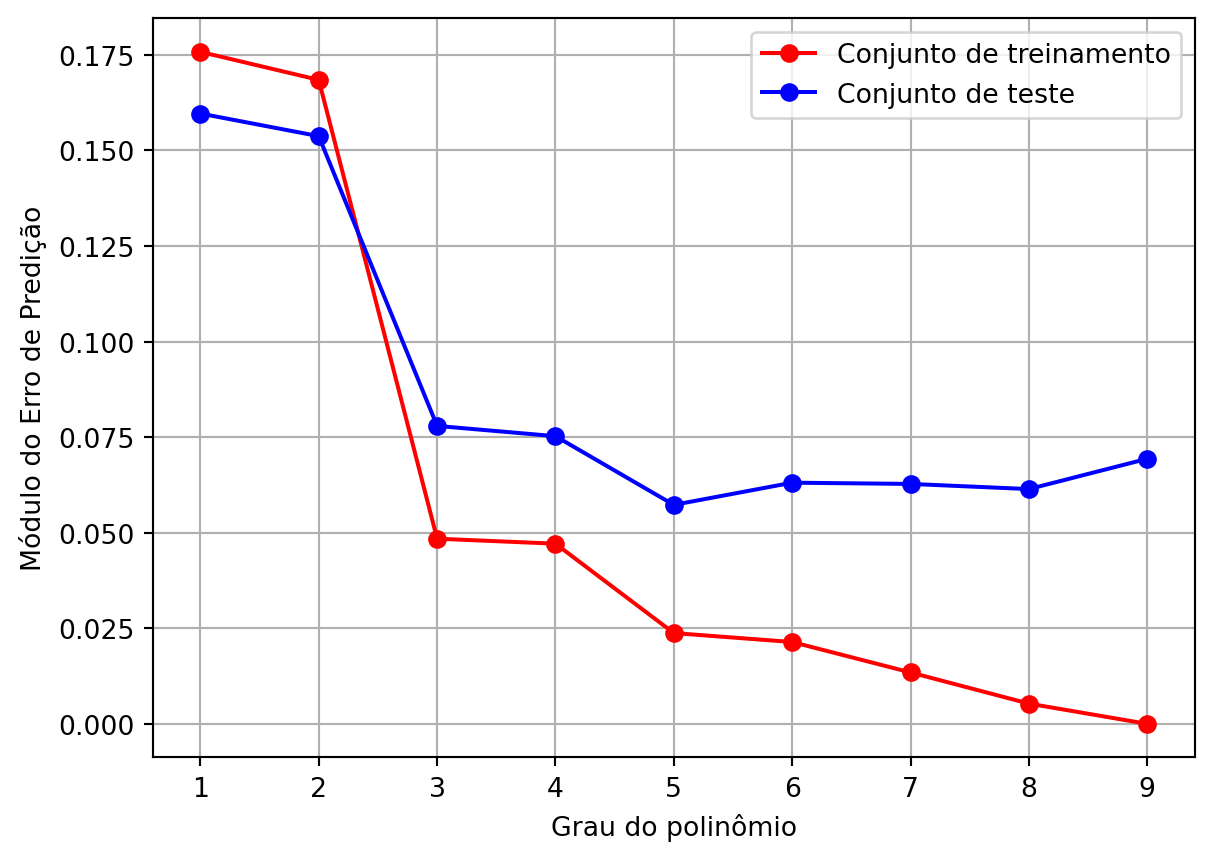 Conjunto de treinamento
Conjunto de teste
Módulo do Erro de Predição
0.175
0.150
0.125
0.100
0.075
0.050
0.025
0.000
1 2 3 4 5 6 7 8 9
Grau do polinômio